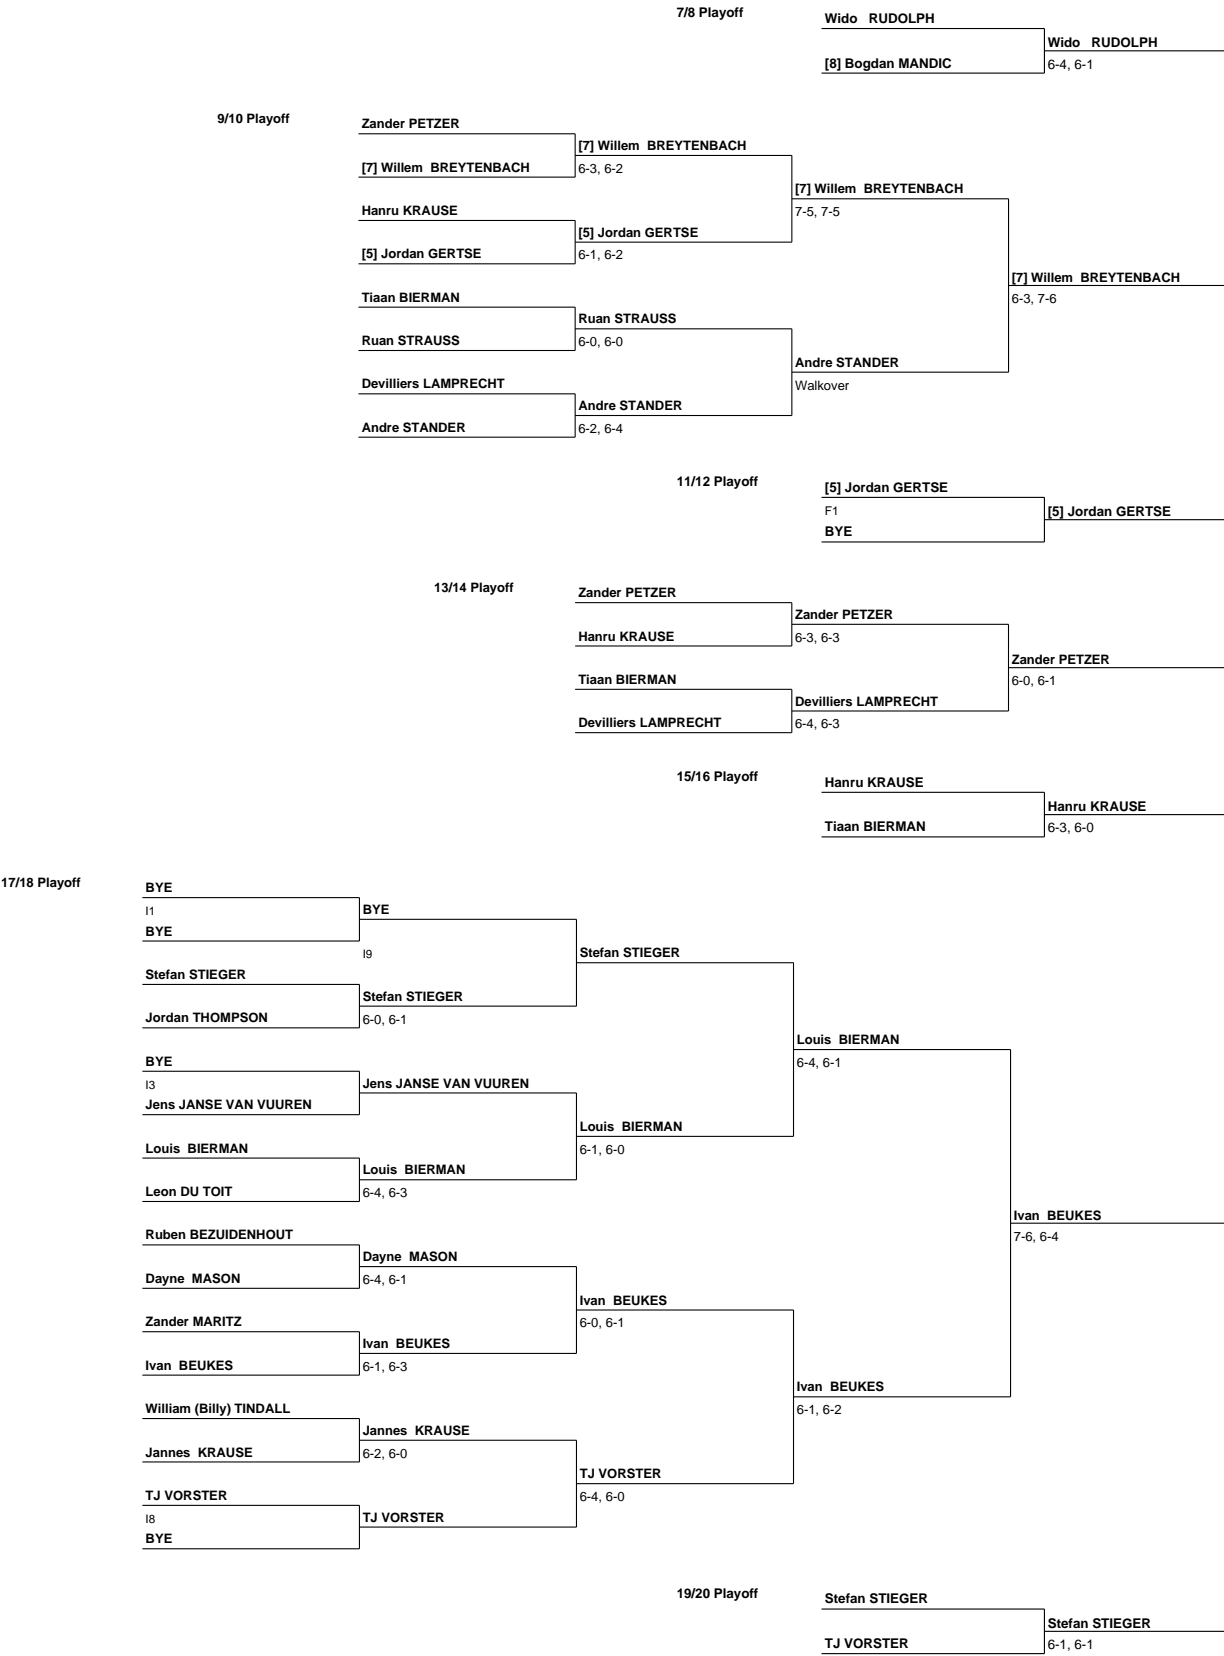 7/8 Playoff
Wido RUDOLPH
Wido RUDOLPH
[8] Bogdan MANDIC
6-4, 6-1
9/10 Playoff
Zander PETZER
[7] Willem BREYTENBACH
[7] Willem BREYTENBACH
6-3, 6-2
[7] Willem BREYTENBACH
Hanru KRAUSE
7-5, 7-5
[5] Jordan GERTSE
[5] Jordan GERTSE
6-1, 6-2
[7] Willem BREYTENBACH
Tiaan BIERMAN
6-3, 7-6
Ruan STRAUSS
Ruan STRAUSS
6-0, 6-0
Andre STANDER
Devilliers LAMPRECHT
Walkover
Andre STANDER
Andre STANDER
6-2, 6-4
11/12 Playoff
[5] Jordan GERTSE
F1
[5] Jordan GERTSE
BYE
13/14 Playoff
Zander PETZER
Zander PETZER
Hanru KRAUSE
6-3, 6-3
Zander PETZER
Tiaan BIERMAN
6-0, 6-1
Devilliers LAMPRECHT
Devilliers LAMPRECHT
6-4, 6-3
15/16 Playoff
Hanru KRAUSE
Hanru KRAUSE
Tiaan BIERMAN
6-3, 6-0
17/18 Playoff
BYE
I1
BYE
BYE
I9
Stefan STIEGER
Stefan STIEGER
Stefan STIEGER
Jordan THOMPSON
6-0, 6-1
Louis BIERMAN
BYE
6-4, 6-1
I3
Jens JANSE VAN VUUREN
Jens JANSE VAN VUUREN
Louis BIERMAN
Louis BIERMAN
6-1, 6-0
Louis BIERMAN
Leon DU TOIT
6-4, 6-3
Ivan BEUKES
Ruben BEZUIDENHOUT
7-6, 6-4
Dayne MASON
Dayne MASON
6-4, 6-1
Ivan BEUKES
Zander MARITZ
6-0, 6-1
Ivan BEUKES
Ivan BEUKES
6-1, 6-3
Ivan BEUKES
William (Billy) TINDALL
6-1, 6-2
Jannes KRAUSE
Jannes KRAUSE
6-2, 6-0
TJ VORSTER
TJ VORSTER
6-4, 6-0
I8
TJ VORSTER
BYE
19/20 Playoff
Stefan STIEGER
Stefan STIEGER
TJ VORSTER
6-1, 6-1